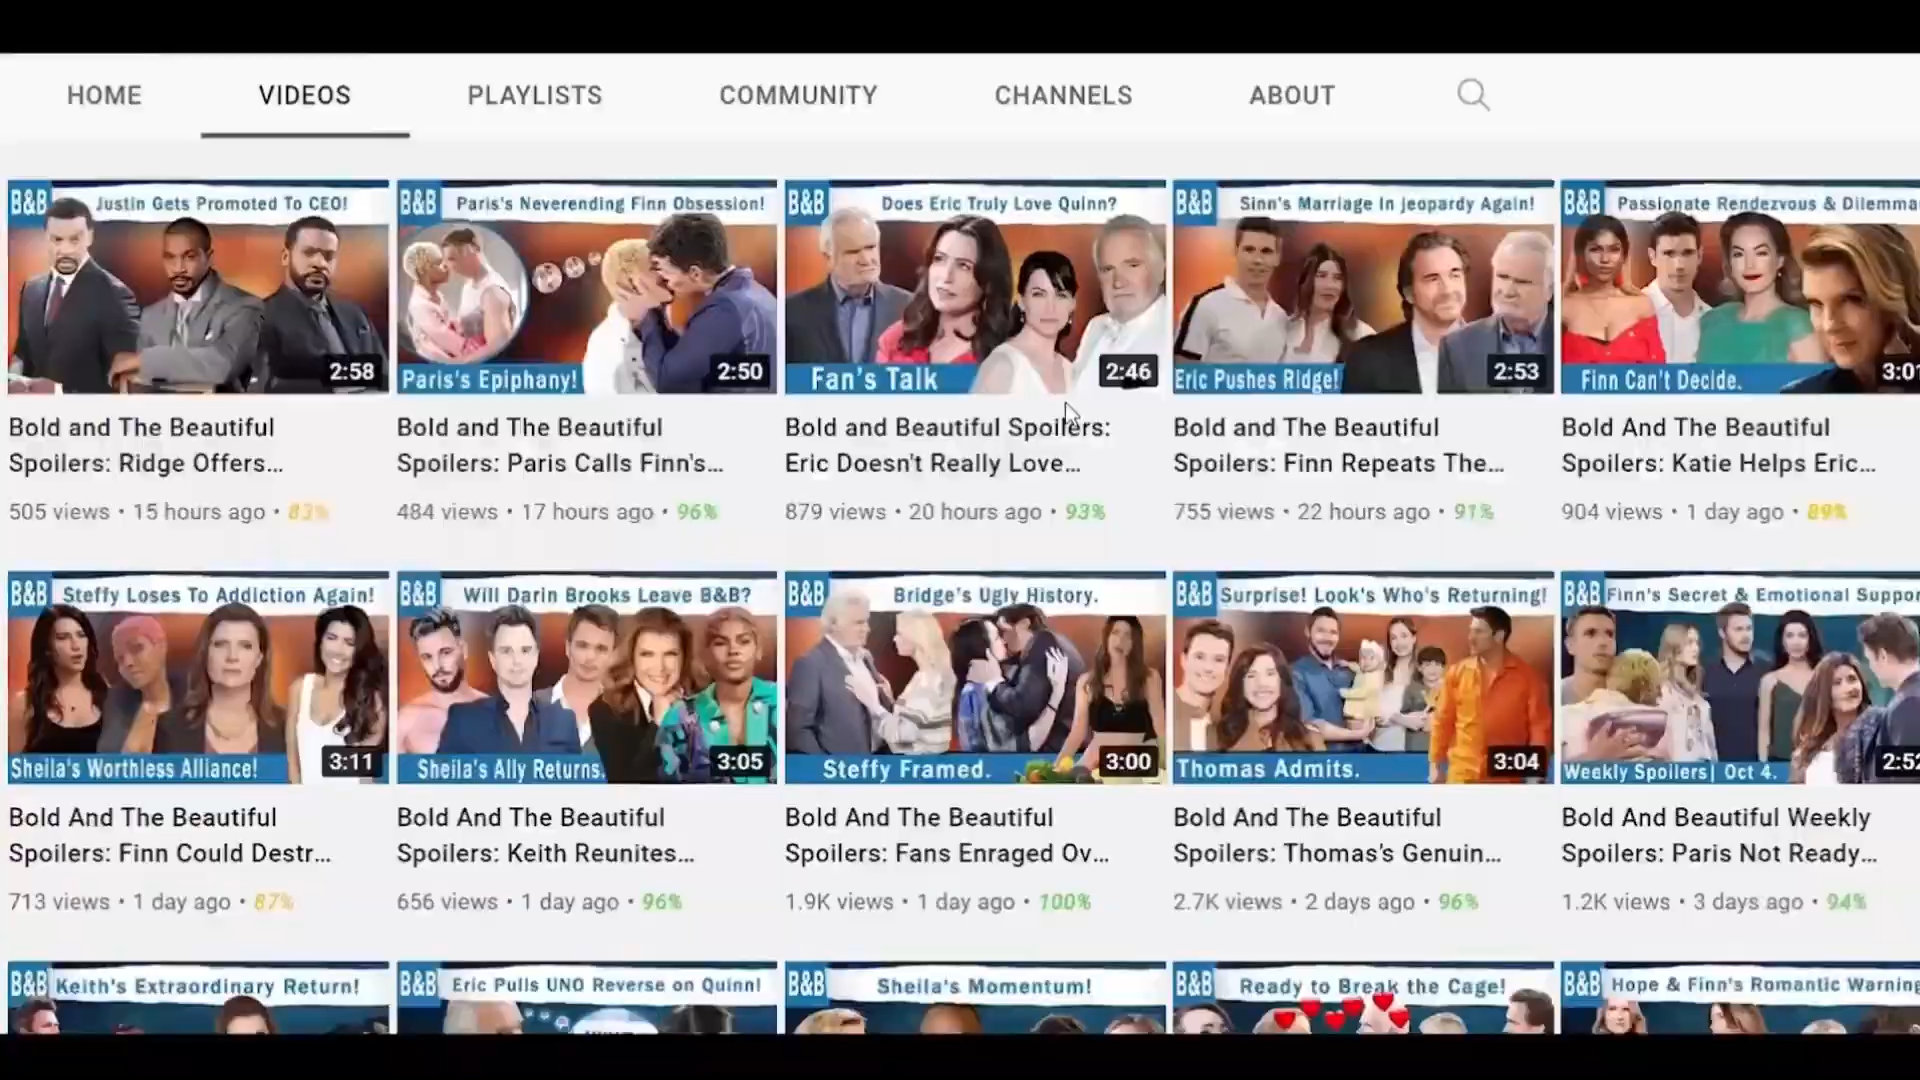 HOME VIDEOS PLAYLISTS COMMUNITY CHANNELS ABOUT
B&B Justin Gets Promoted To CEO!
2:58
B&B Paris's Neverending Finn Obsession!
Paris's Epiphany! 2:50
B&B Does Eric Truly Love Quinn?
Fan's Talk 2:46
B&B Sinn's Marriage In Jeopardy Again!
Eric Pushes Ridge! 2:53
B&B Passionate Rendezvous & Dilemma
Finn Can't Decide. 3:01
Bold and The Beautiful
Spoilers: Ridge Offers...
505 views • 15 hours ago • 83%
Bold and The Beautiful
Spoilers: Paris Calls Finn's...
484 views • 17 hours ago • 96%
Bold and Beautiful Spoilers:
Eric Doesn't Really Love...
879 views • 20 hours ago • 93%
Bold and The Beautiful
Spoilers: Finn Repeats The...
755 views • 22 hours ago • 91%
Bold And The Beautiful
Spoilers: Katie Helps Eric...
904 views • 1 day ago • 89%
B&B Steffy Loses To Addiction Again!
Sheila's Worthless Alliance! 3:11
B&B Will Darin Brooks Leave B&B?
Sheila's Ally Returns. 3:05
B&B Bridge's Ugly History.
Steffy Framed. 3:00
B&B Surprise! Look's Who's Returning!
Thomas Admits. 3:04
B&B Finn's Secret & Emotional Suppor
Weekly Spoilers| Oct 4. 2:52
Bold And The Beautiful
Spoilers: Finn Could Destr...
713 views • 1 day ago • 87%
Bold And The Beautiful
Spoilers: Keith Reunites...
656 views • 1 day ago • 96%
Bold And The Beautiful
Spoilers: Fans Enraged Ov...
1.9K views • 1 day ago • 100%
Bold And The Beautiful
Spoilers: Thomas's Genuin...
2.7K views • 2 days ago • 96%
Bold And Beautiful Weekly
Spoilers: Paris Not Ready...
1.2K views • 3 days ago • 94%
B&B Keith's Extraordinary Return!
B&B Eric Pulls UNO Reverse on Quinn!
B&B Sheila's Momentum!
B&B Ready to Break the Cage!
B&B Hope & Finn's Romantic Warning